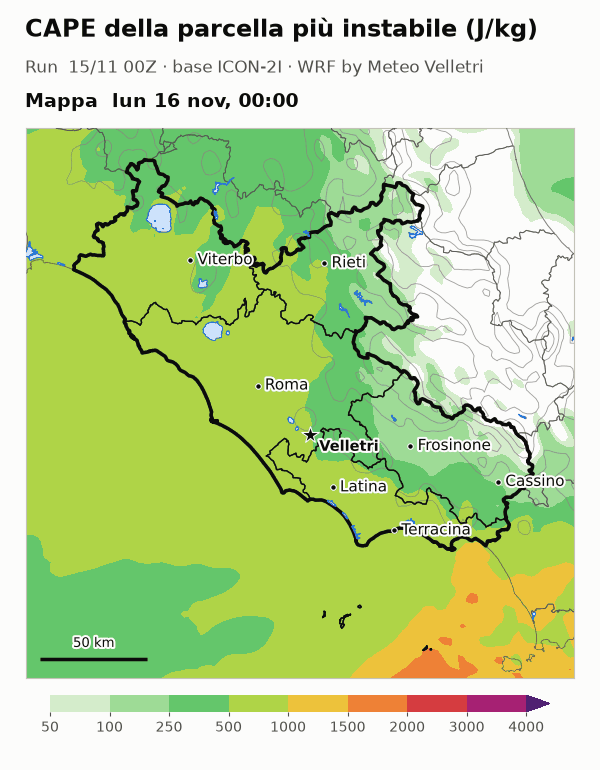 CAPE della parcella più instabile (J/kg)
Run  15/11 00Z · base ICON-2I · WRF by Meteo Velletri
Mappa  lun 16 nov, 00:00
Viterbo
Rieti
Roma
Velletri
Frosinone
Cassino
Latina
Terracina
50 km
50 100 250 500 1000 1500 2000 3000 4000